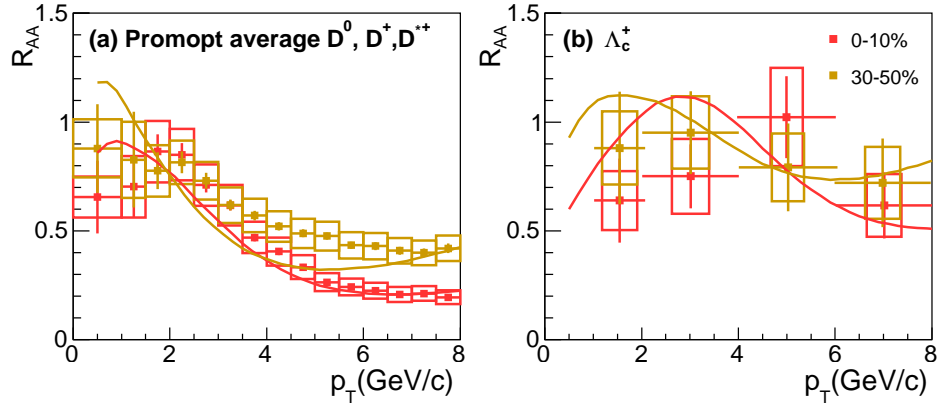 R_AA
1.5
1
0.5
0
(a) Promopt average D^0, D^+,D^*+
0 2 4 6 8
p_T(GeV/c)
R_AA
1.5
1
0.5
0
(b) Λ_c^+
0-10%
30-50%
0 2 4 6 8
p_T(GeV/c)